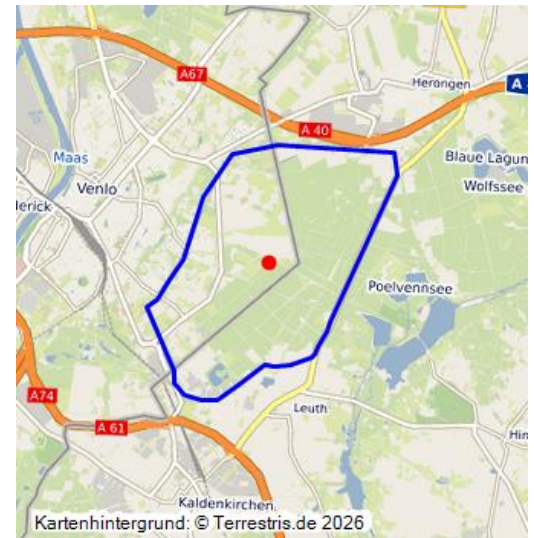 A67
Herongen
A
A 40
Maas
Blaue Lagun
Venlo
Wolfssee
lerick
Poelvennsee
A74
Leuth
A 61
Hin
Kaldenkirchen
Kartenhintergrund: © Terrestris.de 2026